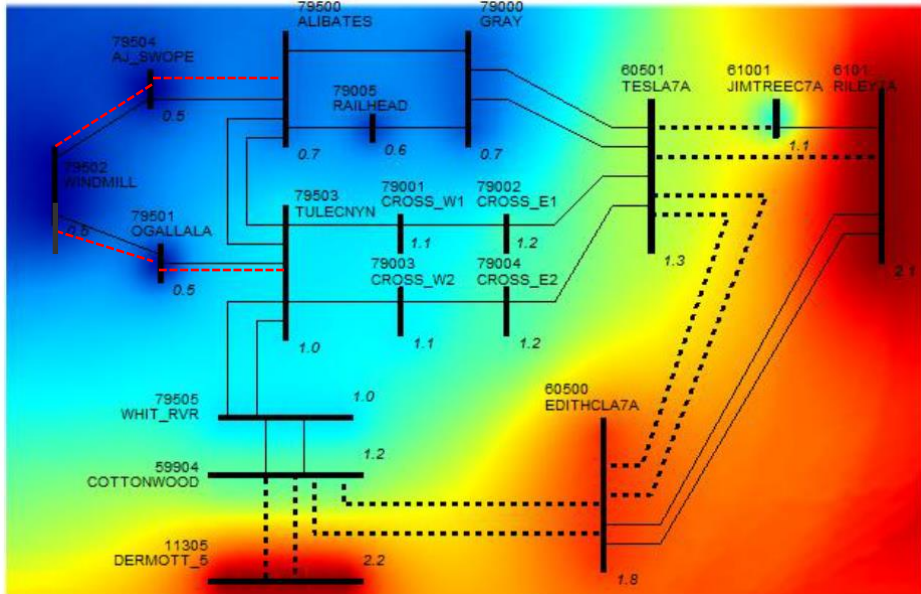 79500
ALIBATES
79000
GRAY
79504
AJ_SWOPE
60501
TESLA7A
61001
JIMTREEC7A
6101
RILEY7A
79005
RAILHEAD
0.5
0.7
0.6
0.7
1.1
79502
WINDMILL
79503
TULECNYN
79001
CROSS_W1
79002
CROSS_E1
79501
OGALLALA
0.5
1.1
1.2
1.3
79003
CROSS_W2
79004
CROSS_E2
0.5
1.0
1.1
1.2
60500
EDITHCLA7A
79505
WHIT_RVR
1.0
59904
COTTONWOOD
1.2
11305
DERMOTT_5
2.2
1.8